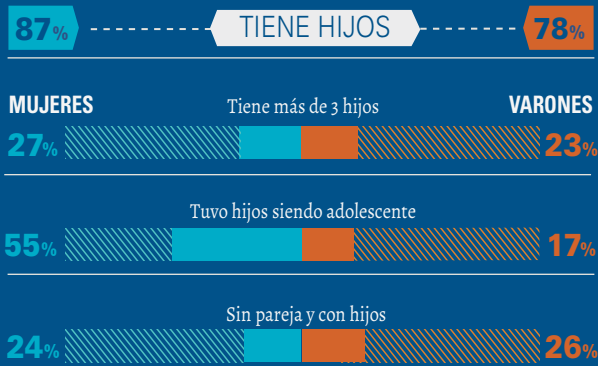 87% TIENE HIJOS 78%
MUJERES Tiene más de 3 hijos VARONES
27% 23%
Tuvo hijos siendo adolescente
55% 17%
Sin pareja y con hijos
24% 26%